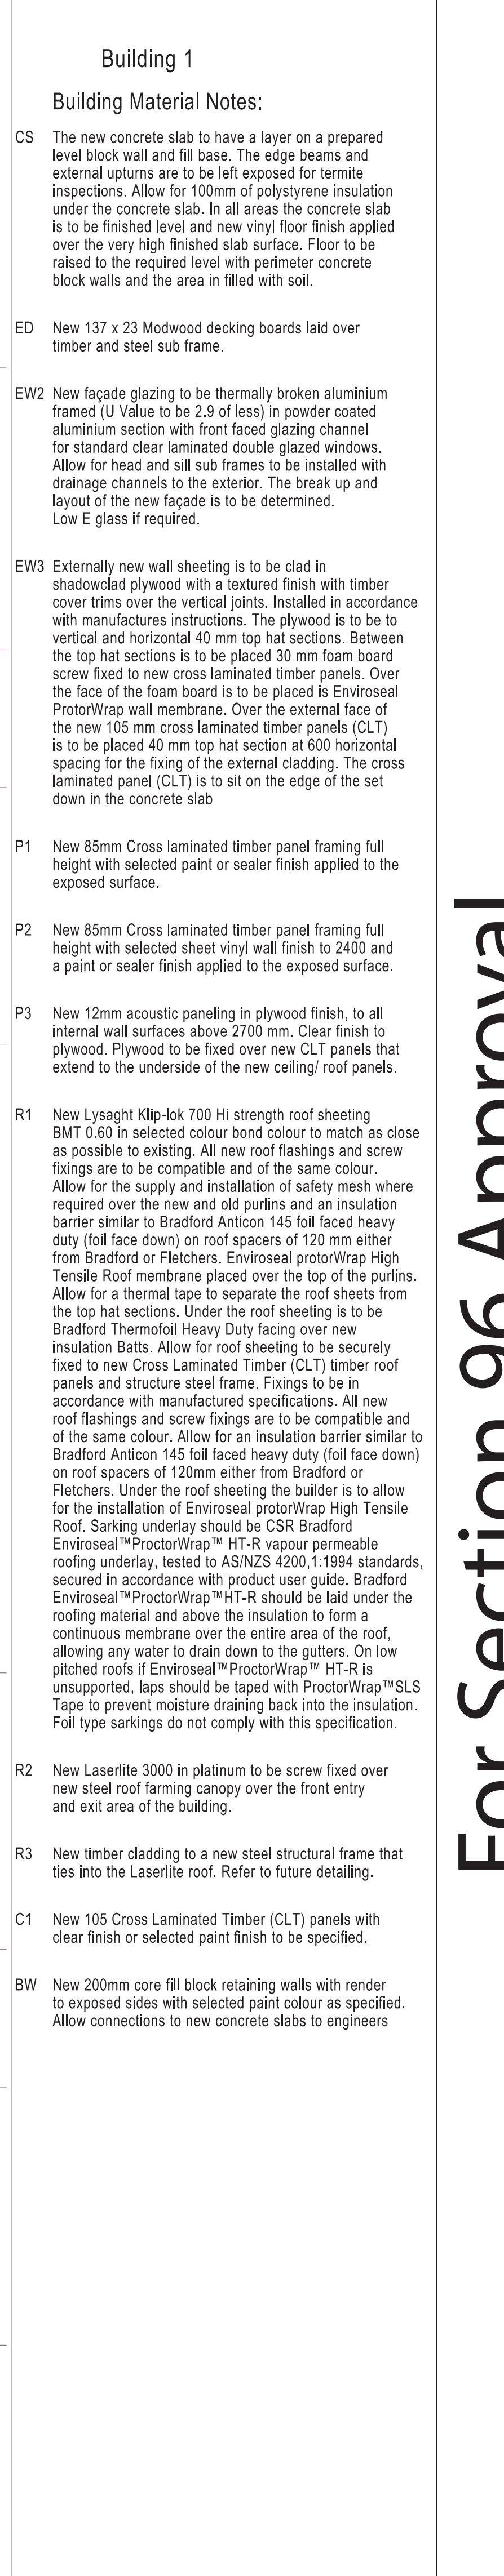 Building 1
Building Material Notes:
CS The new concrete slab to have a layer on a prepared
level block wall and fill base. The edge beams and
external upturns are to be left exposed for termite
inspections. Allow for 100mm of polystyrene insulation
under the concrete slab. In all areas the concrete slab
is to be finished level and new vinyl floor finish applied
over the very high finished slab surface. Floor to be
raised to the required level with perimeter concrete
block walls and the area in filled with soil.
ED New 137 x 23 Modwood decking boards laid over
timber and steel sub frame.
EW2 New façade glazing to be thermally broken aluminium
framed (U Value to be 2.9 of less) in powder coated
aluminium section with front faced glazing channel
for standard clear laminated double glazed windows.
Allow for head and sill sub frames to be installed with
drainage channels to the exterior. The break up and
layout of the new façade is to be determined.
Low E glass if required.
EW3 Externally new wall sheeting is to be clad in
shadowclad plywood with a textured finish with timber
cover trims over the vertical joints. Installed in accordance
with manufactures instructions. The plywood is to be to
vertical and horizontal 40 mm top hat sections. Between
the top hat sections is to be placed 30 mm foam board
screw fixed to new cross laminated timber panels. Over
the face of the foam board is to be placed is Enviroseal
ProtorWrap wall membrane. Over the external face of
the new 105 mm cross laminated timber panels (CLT)
is to be placed 40 mm top hat section at 600 horizontal
spacing for the fixing of the external cladding. The cross
laminated panel (CLT) is to sit on the edge of the set
down in the concrete slab
P1 New 85mm Cross laminated timber panel framing full
height with selected paint or sealer finish applied to the
exposed surface.
P2 New 85mm Cross laminated timber panel framing full
height with selected sheet vinyl wall finish to 2400 and
a paint or sealer finish applied to the exposed surface.
P3 New 12mm acoustic paneling in plywood finish, to all
internal wall surfaces above 2700 mm. Clear finish to
plywood. Plywood to be fixed over new CLT panels that
extend to the underside of the new ceiling/ roof panels.
R1 New Lysaght Klip-lok 700 Hi strength roof sheeting
BMT 0.60 in selected colour bond colour to match as close
as possible to existing. All new roof flashings and screw
fixings are to be compatible and of the same colour.
Allow for the supply and installation of safety mesh where
required over the new and old purlins and an insulation
barrier similar to Bradford Anticon 145 foil faced heavy
duty (foil face down) on roof spacers of 120 mm either
from Bradford or Fletchers. Enviroseal protorWrap High
Tensile Roof membrane placed over the top of the purlins.
Allow for a thermal tape to separate the roof sheets from
the top hat sections. Under the roof sheeting is to be
Bradford Thermofoil Heavy Duty facing over new
insulation Batts. Allow for roof sheeting to be securely
fixed to new Cross Laminated Timber (CLT) timber roof
panels and structure steel frame. Fixings to be in
accordance with manufactured specifications. All new
roof flashings and screw fixings are to be compatible and
of the same colour. Allow for an insulation barrier similar to
Bradford Anticon 145 foil faced heavy duty (foil face down)
on roof spacers of 120mm either from Bradford or
Fletchers. Under the roof sheeting the builder is to allow
for the installation of Enviroseal protorWrap High Tensile
Roof. Sarking underlay should be CSR Bradford
Enviroseal™ProctorWrap™ HT-R vapour permeable
roofing underlay, tested to AS/NZS 4200,1:1994 standards,
secured in accordance with product user guide. Bradford
Enviroseal™ProctorWrap™HT-R should be laid under the
roofing material and above the insulation to form a
continuous membrane over the entire area of the roof,
allowing any water to drain down to the gutters. On low
pitched roofs if Enviroseal™ProctorWrap™ HT-R is
unsupported, laps should be taped with ProctorWrap™SLS
Tape to prevent moisture draining back into the insulation.
Foil type sarkings do not comply with this specification.
R2 New Laserlite 3000 in platinum to be screw fixed over
new steel roof farming canopy over the front entry
and exit area of the building.
R3 New timber cladding to a new steel structural frame that
ties into the Laserlite roof. Refer to future detailing.
C1 New 105 Cross Laminated Timber (CLT) panels with
clear finish or selected paint finish to be specified.
BW New 200mm core fill block retaining walls with render
to exposed sides with selected paint colour as specified.
Allow connections to new concrete slabs to engineers
For Section 96 Approval